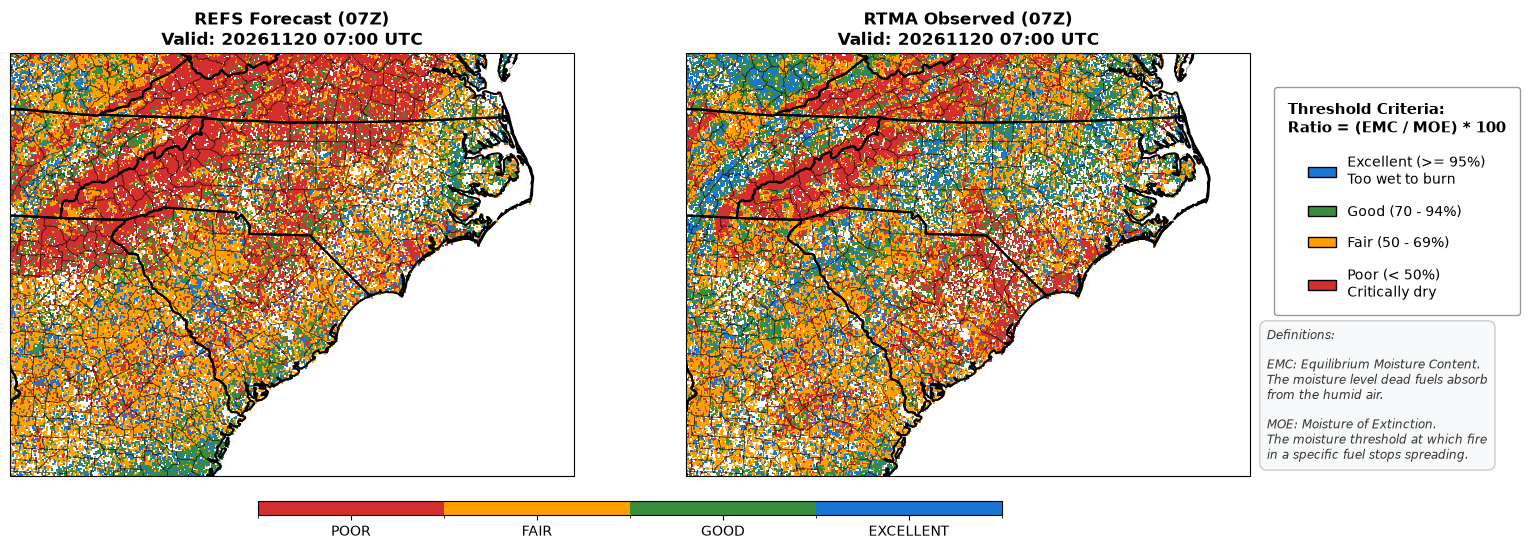 REFS Forecast (07Z)
Valid: 20261120 07:00 UTC
RTMA Observed (07Z)
Valid: 20261120 07:00 UTC
Threshold Criteria:
Ratio = (EMC / MOE) * 100
Excellent (>= 95%)
Too wet to burn
Good (70 - 94%)
Fair (50 - 69%)
Poor (< 50%)
Critically dry
Definitions:
EMC: Equilibrium Moisture Content.
The moisture level dead fuels absorb
from the humid air.
MOE: Moisture of Extinction.
The moisture threshold at which fire
in a specific fuel stops spreading.
POOR
FAIR
GOOD
EXCELLENT